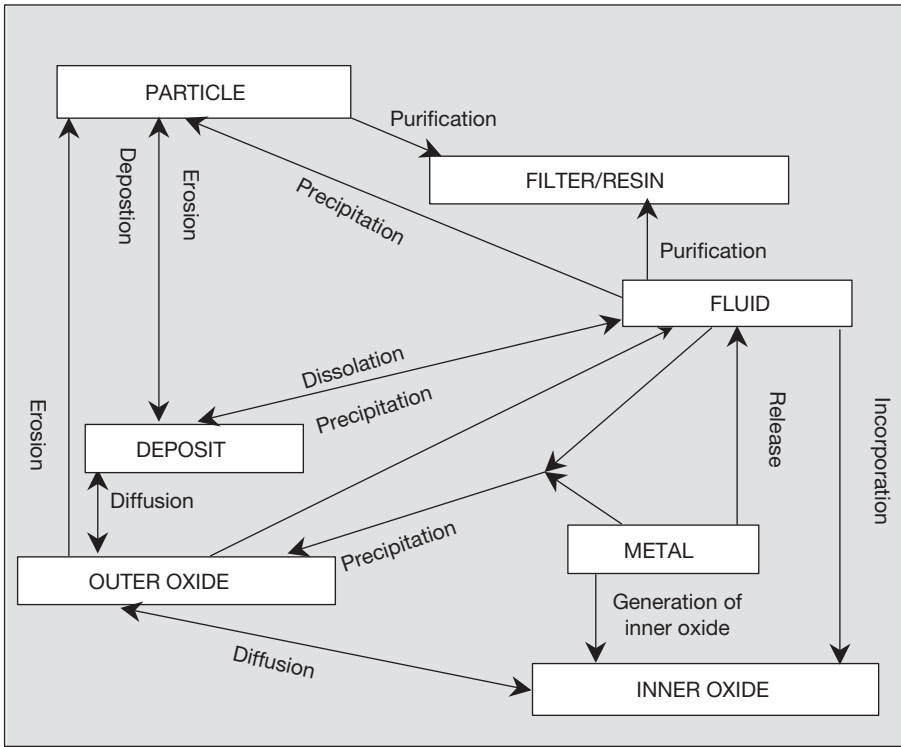 PARTICLE
Purification
FILTER/RESIN
Depostion
Erosion
Precipitation
Purification
FLUID
Dissolation
Precipitation
Erosion
Release
Incorporation
DEPOSIT
Diffusion
Precipitation
METAL
OUTER OXIDE
Generation of
inner oxide
Diffusion
INNER OXIDE